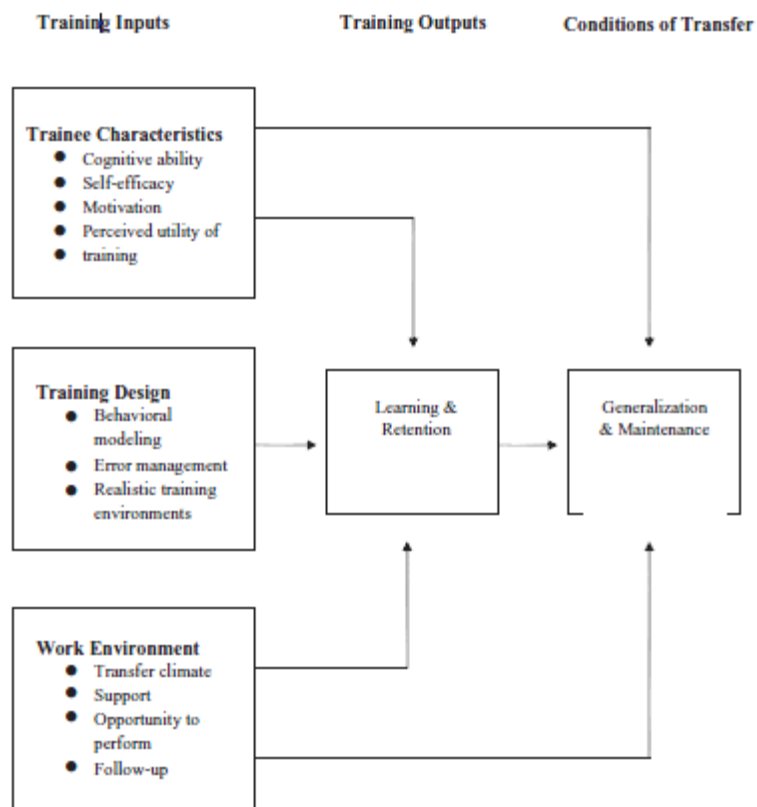 Training Inputs
Training Outputs
Conditions of Transfer
Trainee Characteristics
● Cognitive ability
● Self-efficacy
● Motivation
● Perceived utility of
● training
Training Design
● Behavioral
modeling
● Error management
● Realistic training
environments
Learning &
Retention
Generalization
& Maintenance
Work Environment
● Transfer climate
● Support
● Opportunity to
perform
● Follow-up